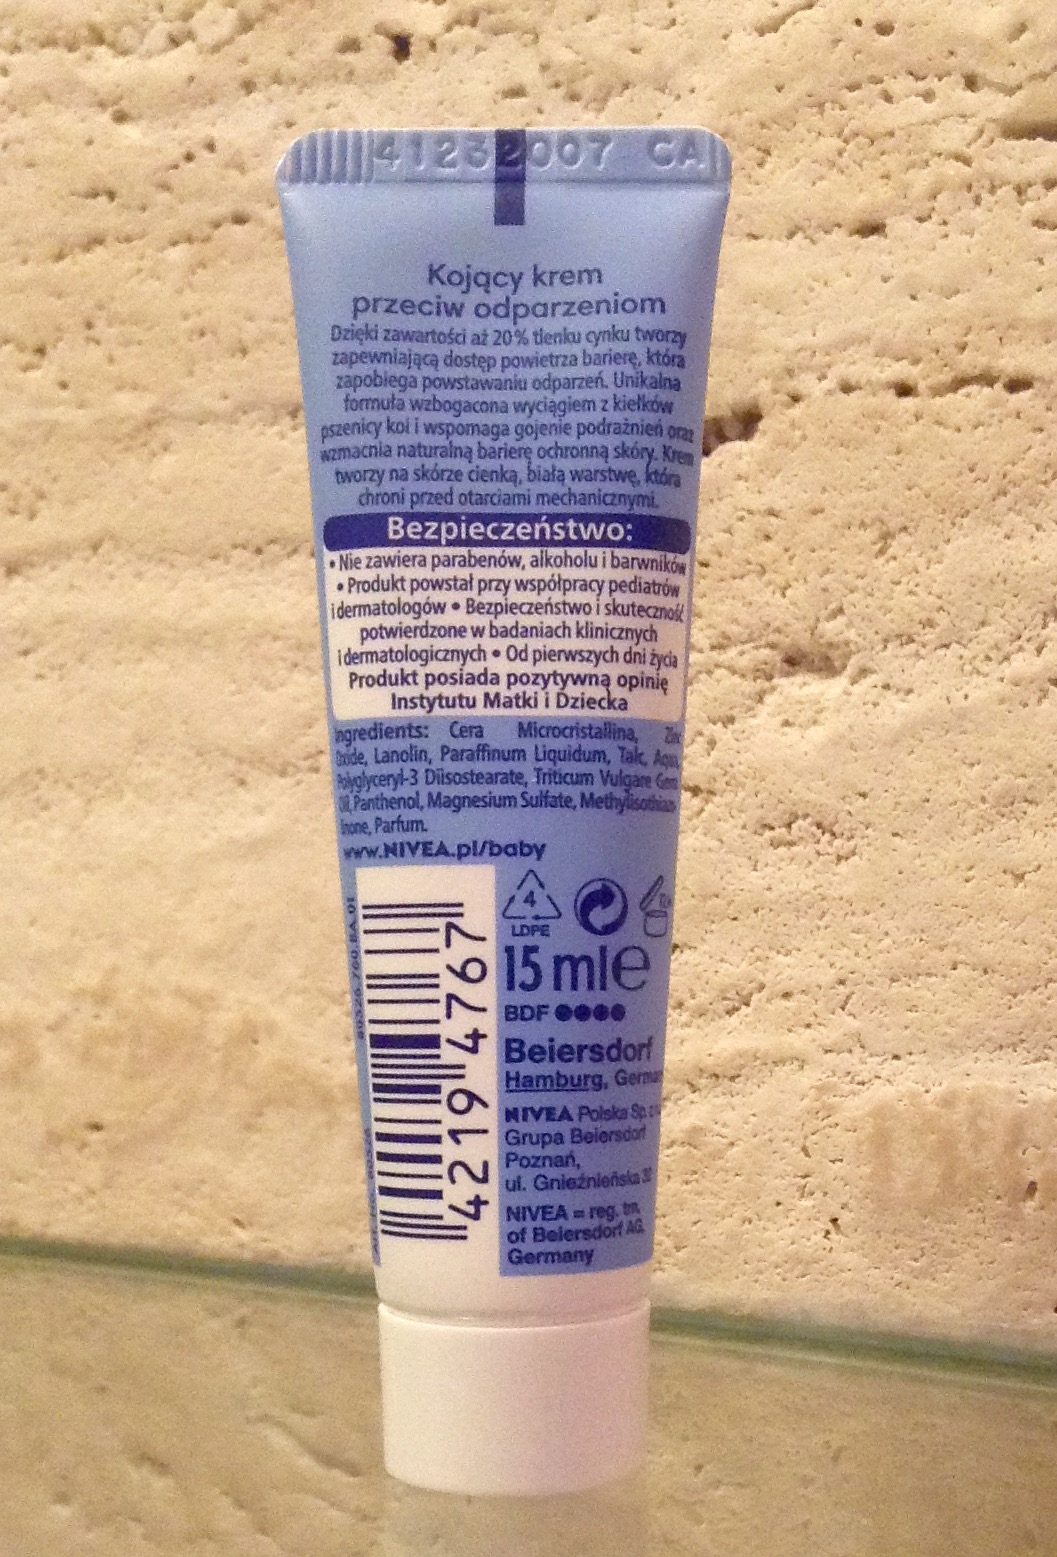 41232007 CA
Kojący krem
przeciw odparzeniom
Dzięki zawartości aż 20% tlenku cynku tworzy
zapewniającą dostęp powietrza barierę, która
zapobiega powstawaniu odparzeń. Unikalna
formuła wzbogacona wyciągiem z kiełków
pszenicy koi i wspomaga gojenie podrażnień oraz
wzmacnia naturalną barierę ochronną skóry. Krem
tworzy na skórze cienką, białą warstwę, która
chroni przed otarciami mechanicznymi.
Bezpieczeństwo:
• Nie zawiera parabenów, alkoholu i barwników
• Produkt powstał przy współpracy pediatrów
i dermatologów • Bezpieczeństwo i skuteczność
potwierdzone w badaniach klinicznych
i dermatologicznych • Od pierwszych dni życia
Produkt posiada pozytywną opinię
Instytutu Matki i Dziecka
Ingredients: Cera Microcristallina, Zinc
Oxide, Lanolin, Paraffinum Liquidum, Talc, Aqua,
Polyglyceryl-3 Diisostearate, Triticum Vulgare Germ
Oil, Panthenol, Magnesium Sulfate, Methylisothiazo-
linone, Parfum.
www.NIVEA.pl/baby
4
LDPE
15 ml e
BDF ●●●●
Beiersdorf
Hamburg, Germany
NIVEA Polska Sp.
Grupa Beiersdorf
Poznań,
ul. Gnieźnieńska 32
NIVEA = reg. tm.
of Beiersdorf AG,
Germany
4219 4767